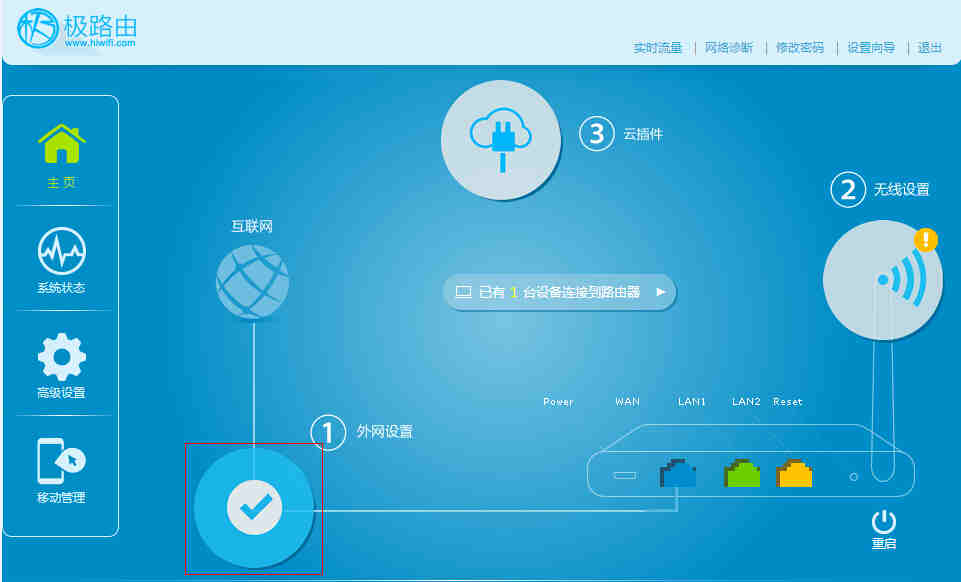 极路由
www.hiwifi.com
实时流量 | 网络诊断 | 修改密码 | 设置向导 | 退出
主页
系统状态
高级设置
移动管理
3 云插件
2 无线设置
!
互联网
已有 1 台设备连接到路由器
Power WAN LAN1 LAN2 Reset
1 外网设置
重启